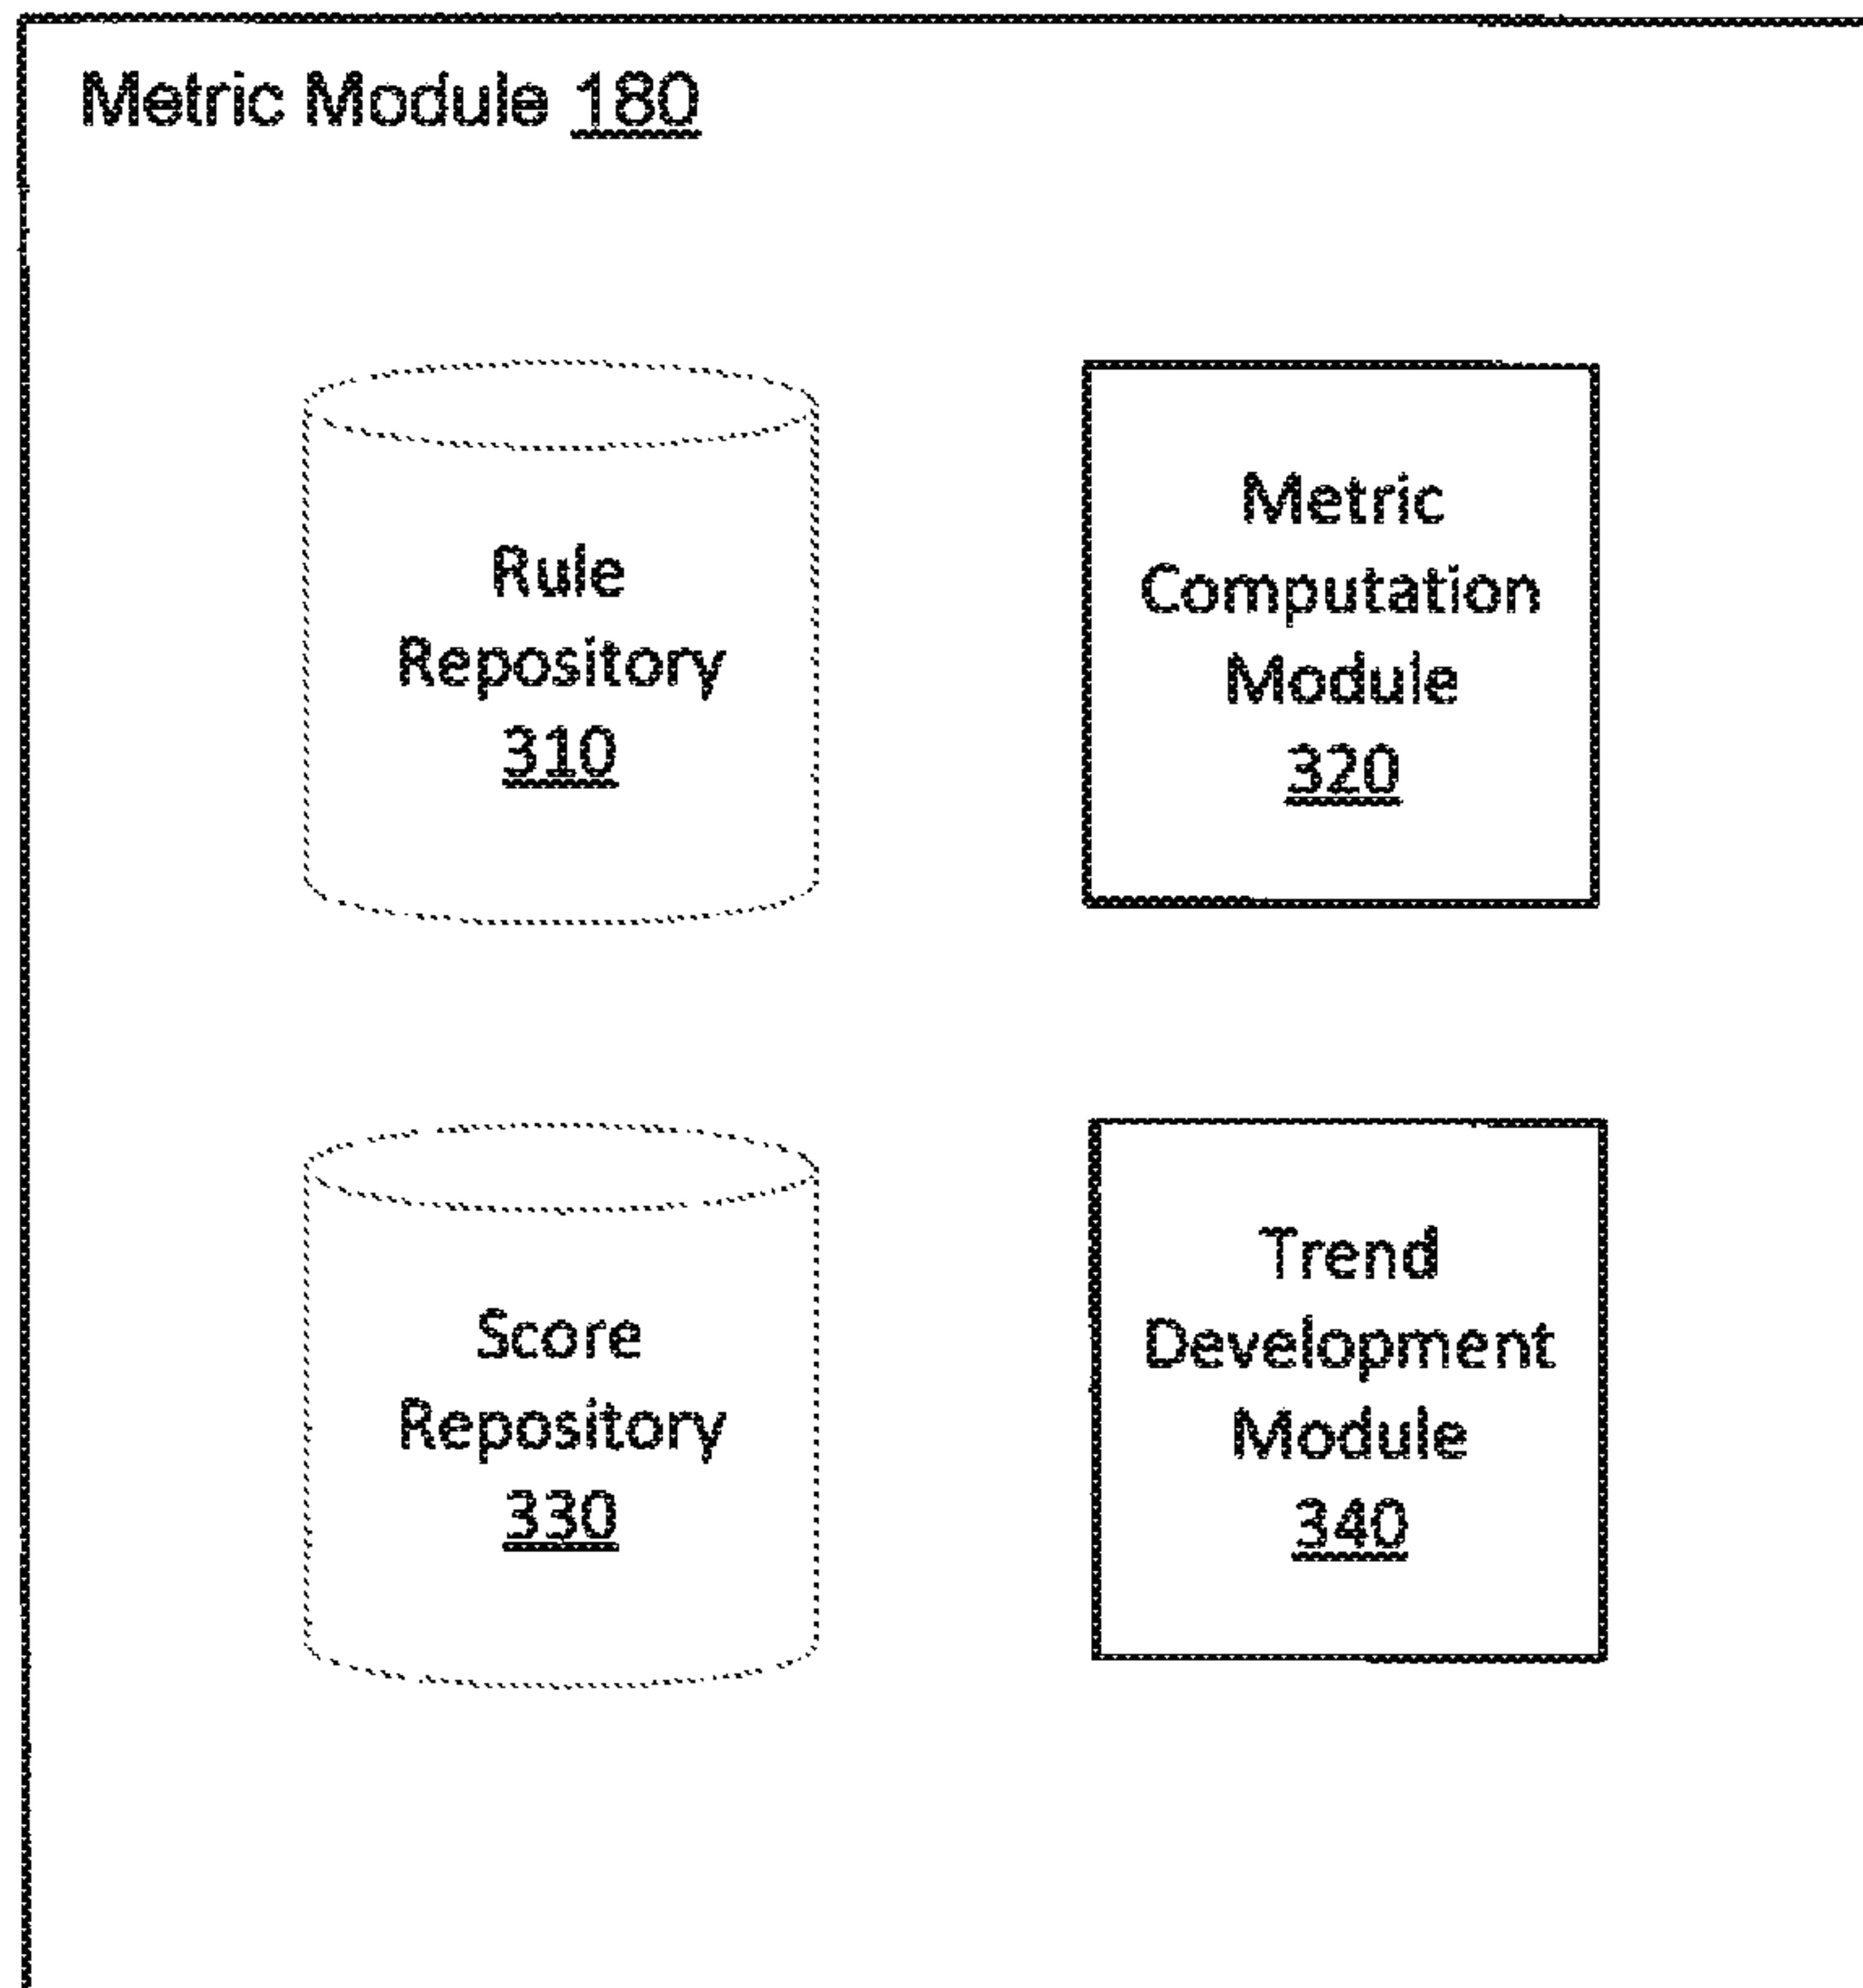 Metric Module 180
Rule
Repository
310
Metric
Computation
Module
320
Score
Repository
330
Trend
Development
Module
340